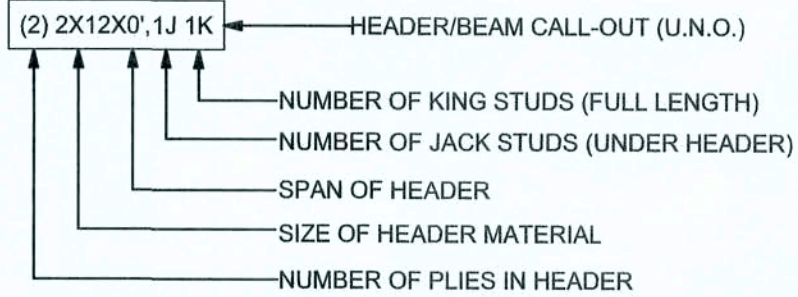 (2) 2X12X0',1J 1K
HEADER/BEAM CALL-OUT (U.N.O.)
NUMBER OF KING STUDS (FULL LENGTH)
NUMBER OF JACK STUDS (UNDER HEADER)
SPAN OF HEADER
SIZE OF HEADER MATERIAL
NUMBER OF PLIES IN HEADER